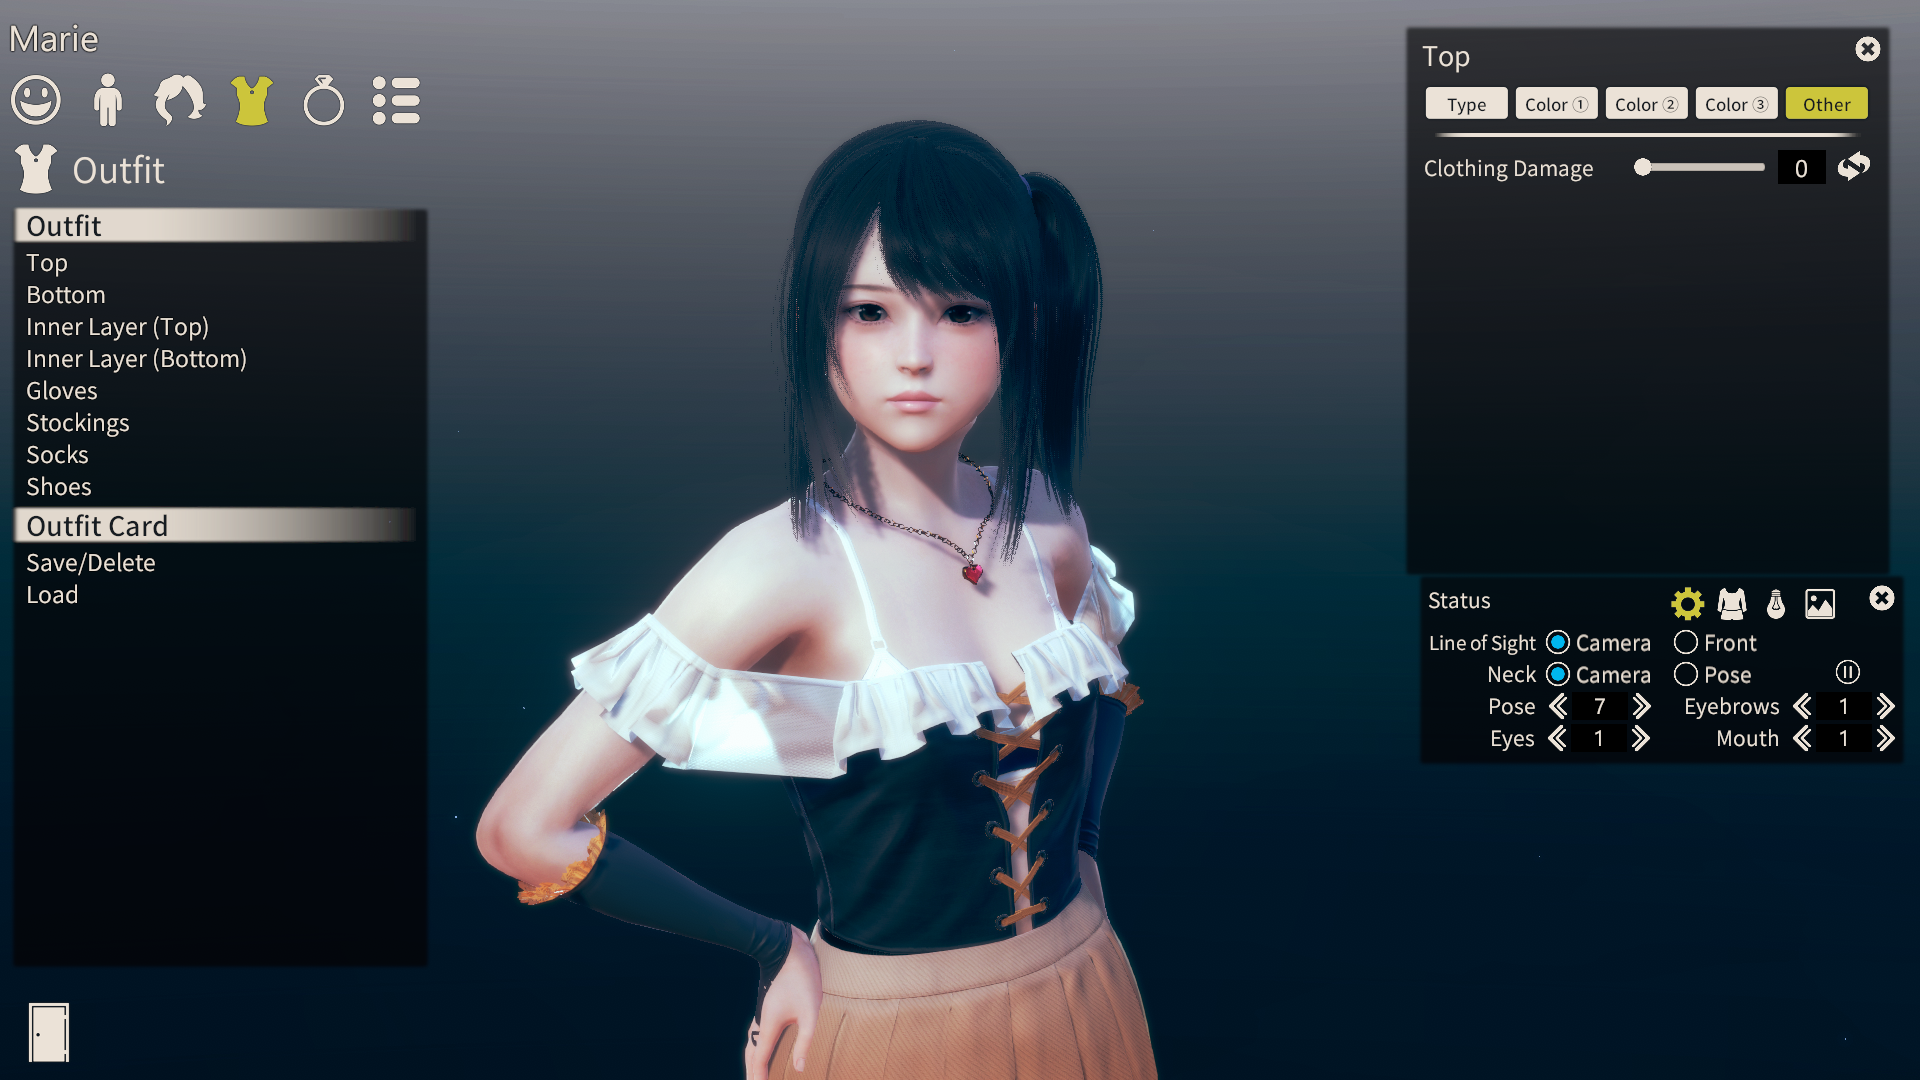 Marie
Outfit
Outfit
Top
Bottom
Inner Layer (Top)
Inner Layer (Bottom)
Gloves
Stockings
Socks
Shoes
Outfit Card
Save/Delete
Load
Top
Type Color ① Color ② Color ③ Other
Clothing Damage 0
Status
Line of Sight Camera Front
Neck Camera Pose
Pose 7 Eyebrows 1
Eyes 1 Mouth 1